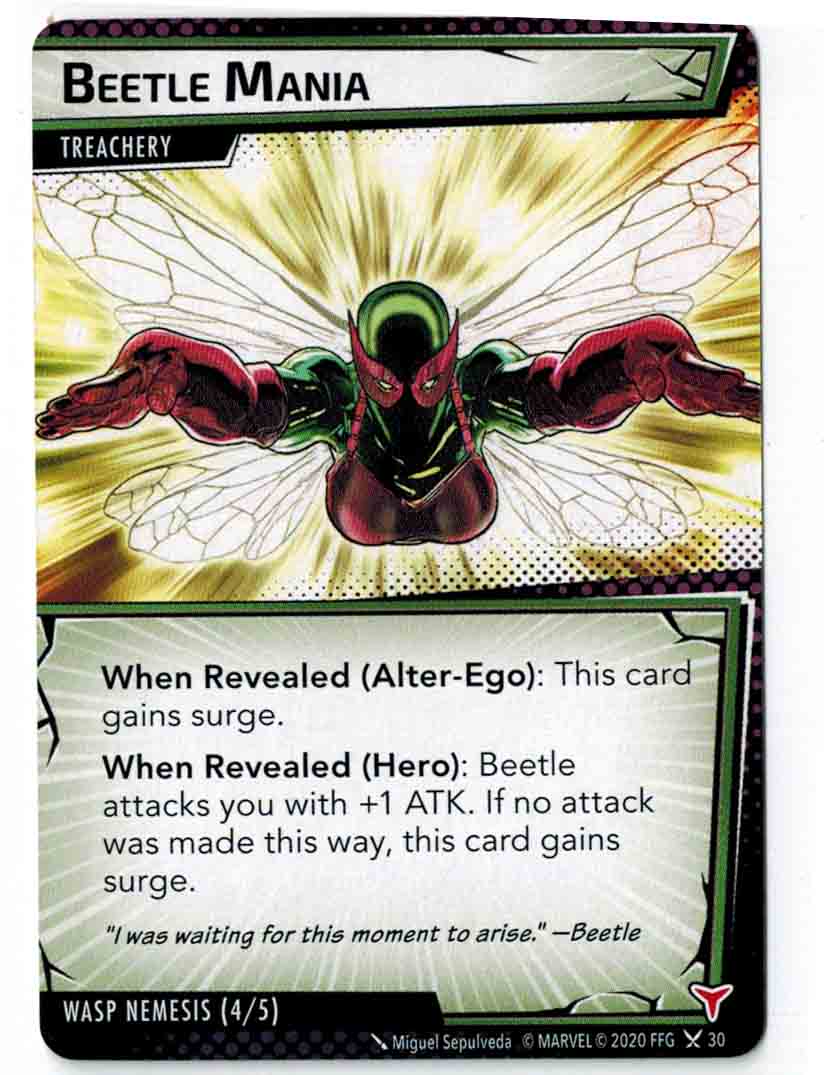 BEETLE MANIA
TREACHERY
When Revealed (Alter-Ego): This card
gains surge.
When Revealed (Hero): Beetle
attacks you with +1 ATK. If no attack
was made this way, this card gains
surge.
"I was waiting for this moment to arise." —Beetle
WASP NEMESIS (4/5)
Miguel Sepulveda © MARVEL © 2020 FFG 30